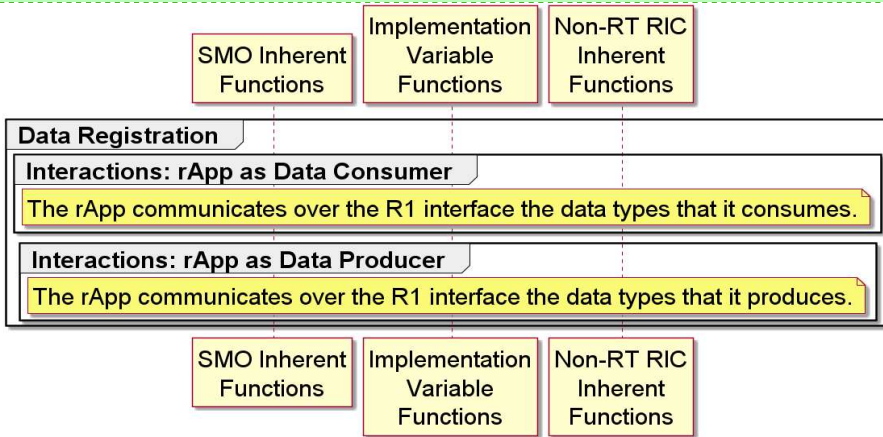 SMO Inherent
Functions
Implementation
Variable
Functions
Non-RT RIC
Inherent
Functions
Data Registration
Interactions: rApp as Data Consumer
The rApp communicates over the R1 interface the data types that it consumes.
Interactions: rApp as Data Producer
The rApp communicates over the R1 interface the data types that it produces.
SMO Inherent
Functions
Implementation
Variable
Functions
Non-RT RIC
Inherent
Functions